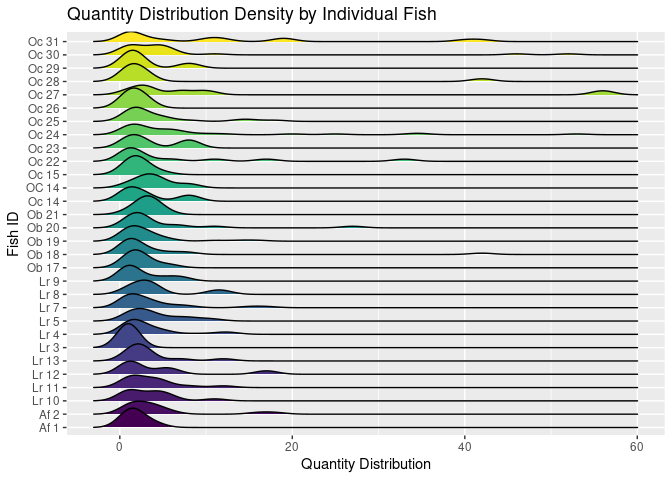 Quantity Distribution Density by Individual Fish
Oc 31
Oc 30
Oc 29
Oc 28
Oc 27
Oc 26
Oc 25
Oc 24
Oc 23
Oc 22
Oc 15
OC 14
Oc 14
Ob 21
Ob 20
Ob 19
Ob 18
Ob 17
Lr 9
Lr 8
Lr 7
Lr 5
Lr 4
Lr 3
Lr 13
Lr 12
Lr 11
Lr 10
Af 2
Af 1
Fish ID
0 20 40 60
Quantity Distribution